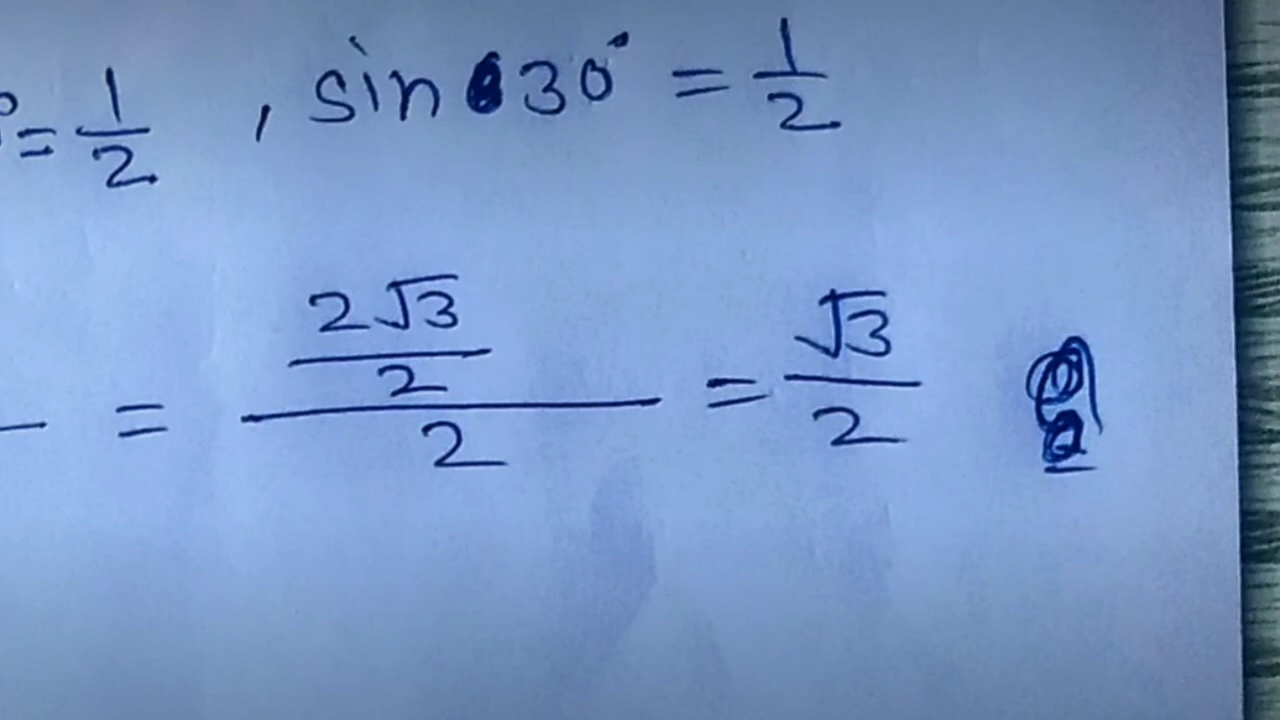 ° = 1/2 , sin 30° = 1/2
= (2√3/2)/2 = √3/2